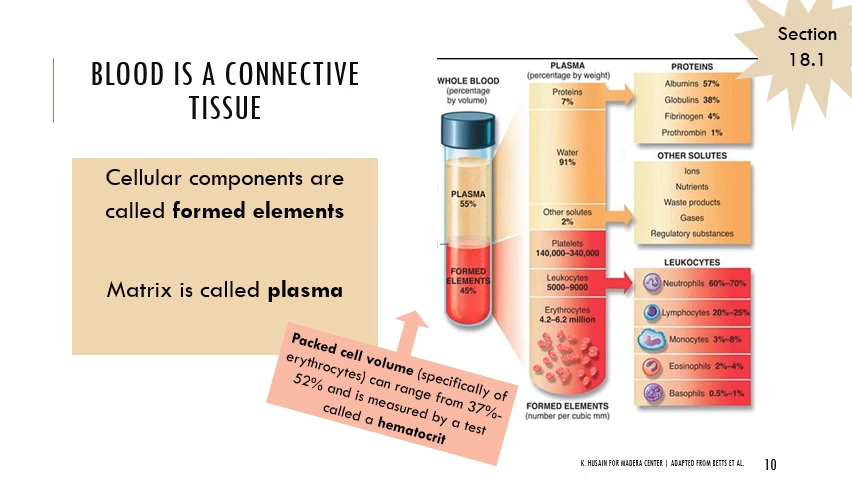 Section
18.1
BLOOD IS A CONNECTIVE
TISSUE
Cellular components are
called formed elements
Matrix is called plasma
Packed cell volume (specifically of
erythrocytes) can range from 37%-
52% and is measured by a test
called a hematocrit
WHOLE BLOOD
(percentage
by volume)
PLASMA
55%
FORMED
ELEMENTS
45%
PLASMA
(percentage by weight)
Proteins
7%
Water
91%
Other solutes
2%
Platelets
140,000–340,000
Leukocytes
5000–9000
Erythrocytes
4.2–6.2 million
FORMED ELEMENTS
(number per cubic mm)
PROTEINS
Albumins 57%
Globulins 38%
Fibrinogen 4%
Prothrombin 1%
OTHER SOLUTES
Ions
Nutrients
Waste products
Gases
Regulatory substances
LEUKOCYTES
Neutrophils 60%–70%
Lymphocytes 20%–25%
Monocytes 3%–8%
Eosinophils 2%–4%
Basophils 0.5%–1%
K. HUSAIN FOR MADERA CENTER | ADAPTED FROM BETTS ET AL.
10